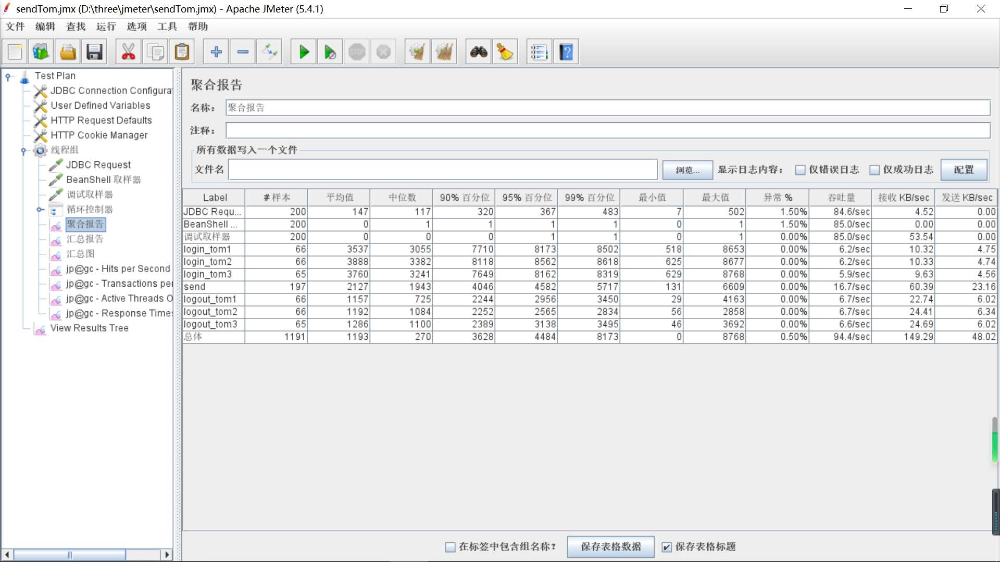 sendTom.jmx (D:\three\jmeter\sendTom.jmx) - Apache JMeter (5.4.1)
文件 编辑 查找 运行 选项 工具 帮助
STOP
Test Plan
JDBC Connection Configurat
User Defined Variables
HTTP Request Defaults
HTTP Cookie Manager
线程组
JDBC Request
BeanShell 取样器
调试取样器
循环控制器
聚合报告
汇总报告
汇总图
jp@gc - Hits per Second
jp@gc - Transactions per
jp@gc - Active Threads O
jp@gc - Response Times
View Results Tree
聚合报告
名称： 聚合报告
注释：
所有数据写入一个文件
文件名 浏览... 显示日志内容： 仅错误日志 仅成功日志 配置
Label # 样本 平均值 中位数 90% 百分位 95% 百分位 99% 百分位 最小值 最大值 异常 % 吞吐量 接收 KB/sec 发送 KB/sec
JDBC Requ... 200 147 117 320 367 483 7 502 1.50% 84.6/sec 4.52 0.00
BeanShell ... 200 0 1 1 1 1 0 1 1.50% 85.0/sec 0.00 0.00
调试取样器 200 0 0 0 1 1 0 1 0.00% 85.0/sec 53.54 0.00
login_tom1 66 3537 3055 7710 8173 8502 518 8653 0.00% 6.2/sec 10.32 4.75
login_tom2 66 3888 3382 8118 8562 8618 625 8677 0.00% 6.2/sec 10.33 4.74
login_tom3 65 3760 3241 7649 8162 8319 629 8768 0.00% 5.9/sec 9.63 4.56
send 197 2127 1943 4046 4582 5717 131 6609 0.00% 16.7/sec 60.39 23.16
logout_tom1 66 1157 725 2244 2956 3450 29 4163 0.00% 6.7/sec 22.74 6.02
logout_tom2 66 1192 1084 2252 2565 2834 56 2858 0.00% 6.7/sec 24.41 6.34
logout_tom3 65 1286 1100 2389 3138 3495 46 3692 0.00% 6.6/sec 24.69 6.02
总体 1191 1193 270 3628 4484 8173 0 8768 0.50% 94.4/sec 149.29 48.02
在标签中包含组名称? 保存表格数据 保存表格标题